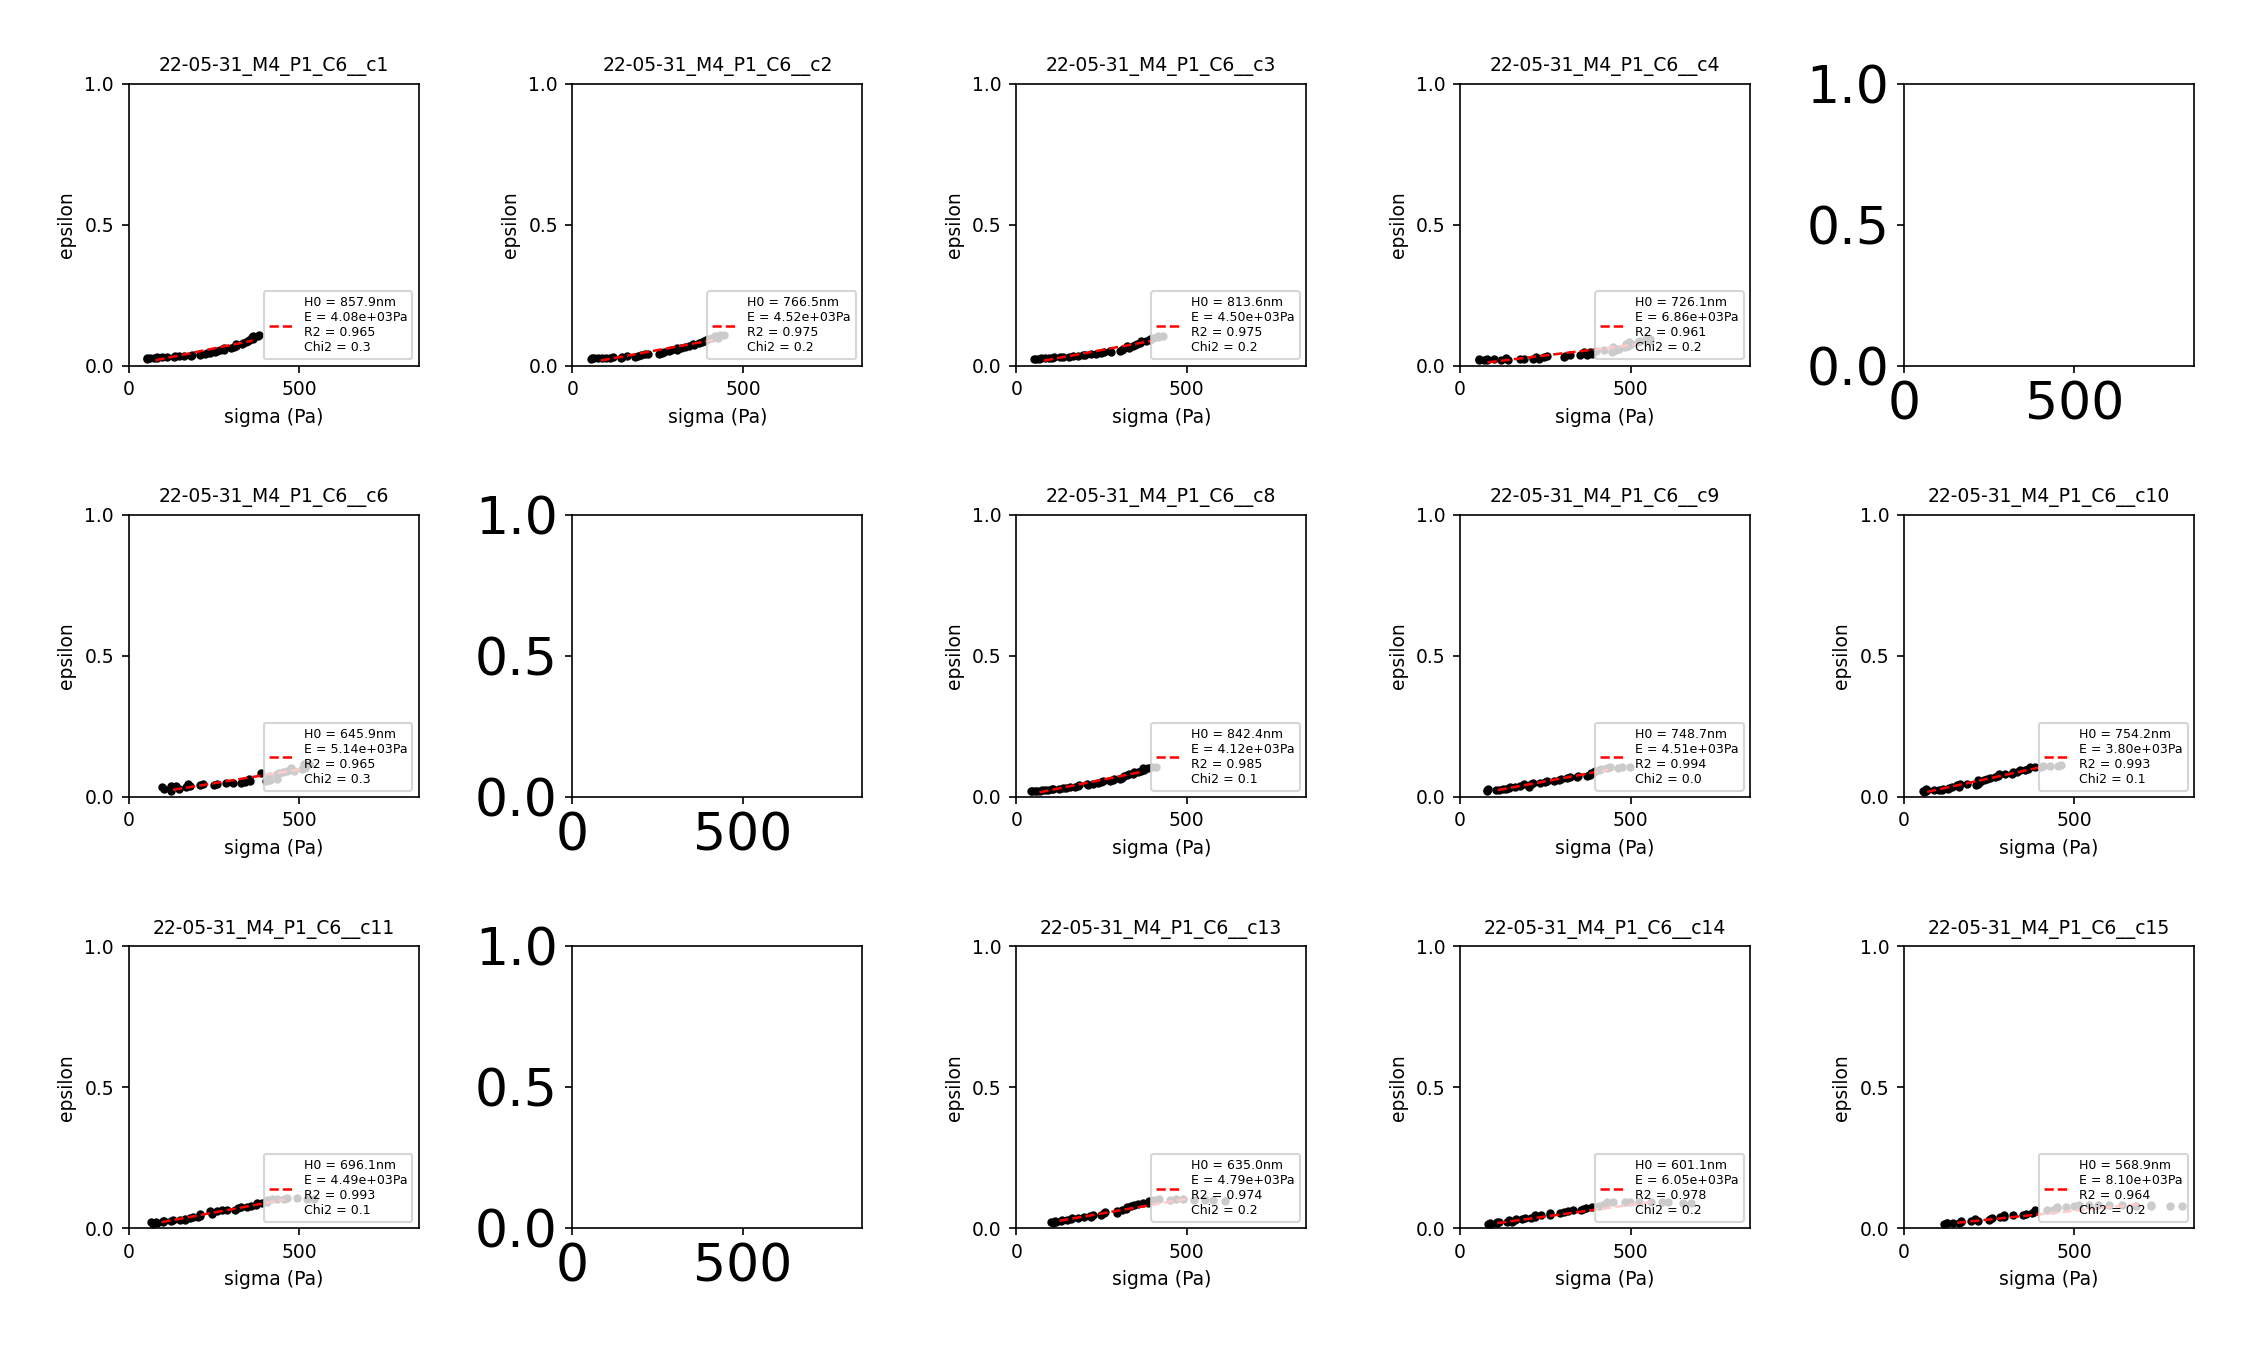 22-05-31_M4_P1_C6__c1
1.0
0.5
0.0
epsilon
H0 = 857.9nm
E = 4.08e+03Pa
R2 = 0.965
Chi2 = 0.3
0 500
sigma (Pa)
22-05-31_M4_P1_C6__c2
1.0
0.5
0.0
epsilon
H0 = 766.5nm
E = 4.52e+03Pa
R2 = 0.975
Chi2 = 0.2
0 500
sigma (Pa)
22-05-31_M4_P1_C6__c3
1.0
0.5
0.0
epsilon
H0 = 813.6nm
E = 4.50e+03Pa
R2 = 0.975
Chi2 = 0.2
0 500
sigma (Pa)
22-05-31_M4_P1_C6__c4
1.0
0.5
0.0
epsilon
H0 = 726.1nm
E = 6.86e+03Pa
R2 = 0.961
Chi2 = 0.2
0 500
sigma (Pa)
1.0
0.5
0.0
0 500
22-05-31_M4_P1_C6__c6
1.0
0.5
0.0
epsilon
H0 = 645.9nm
E = 5.14e+03Pa
R2 = 0.965
Chi2 = 0.3
0 500
sigma (Pa)
1.0
0.5
0.0
0 500
22-05-31_M4_P1_C6__c8
1.0
0.5
0.0
epsilon
H0 = 842.4nm
E = 4.12e+03Pa
R2 = 0.985
Chi2 = 0.1
0 500
sigma (Pa)
22-05-31_M4_P1_C6__c9
1.0
0.5
0.0
epsilon
H0 = 748.7nm
E = 4.51e+03Pa
R2 = 0.994
Chi2 = 0.0
0 500
sigma (Pa)
22-05-31_M4_P1_C6__c10
1.0
0.5
0.0
epsilon
H0 = 754.2nm
E = 3.80e+03Pa
R2 = 0.993
Chi2 = 0.1
0 500
sigma (Pa)
22-05-31_M4_P1_C6__c11
1.0
0.5
0.0
epsilon
H0 = 696.1nm
E = 4.49e+03Pa
R2 = 0.993
Chi2 = 0.1
0 500
sigma (Pa)
1.0
0.5
0.0
0 500
22-05-31_M4_P1_C6__c13
1.0
0.5
0.0
epsilon
H0 = 635.0nm
E = 4.79e+03Pa
R2 = 0.974
Chi2 = 0.2
0 500
sigma (Pa)
22-05-31_M4_P1_C6__c14
1.0
0.5
0.0
epsilon
H0 = 601.1nm
E = 6.05e+03Pa
R2 = 0.978
Chi2 = 0.2
0 500
sigma (Pa)
22-05-31_M4_P1_C6__c15
1.0
0.5
0.0
epsilon
H0 = 568.9nm
E = 8.10e+03Pa
R2 = 0.964
Chi2 = 0.2
0 500
sigma (Pa)